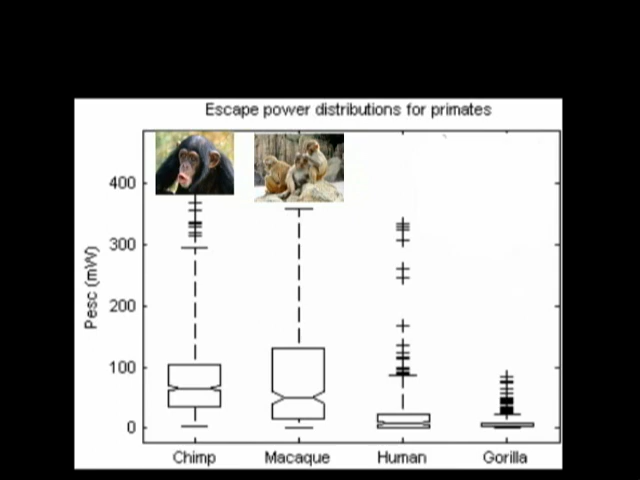 Escape power distributions for primates
400
300
200
100
0
Pesc (mW)
Chimp Macaque Human Gorilla